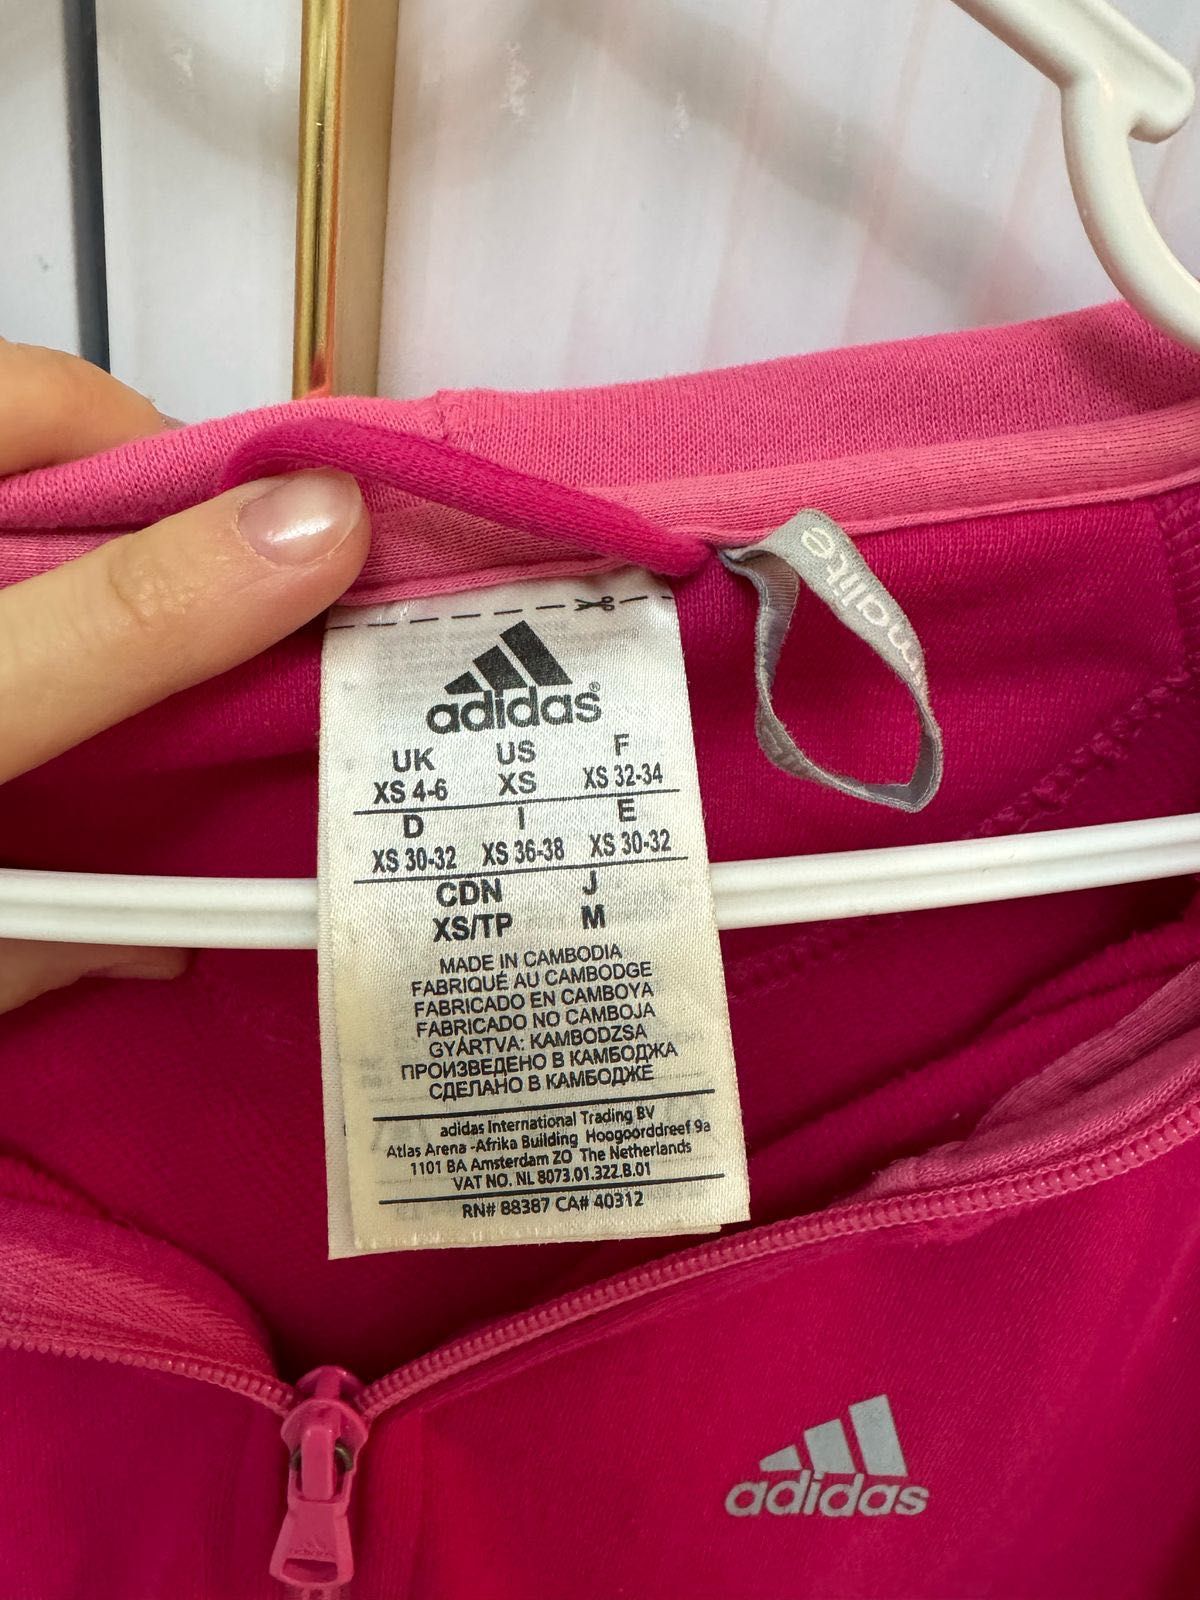 adidas®
UK US F
XS 4-6 XS XS 32-34
D I E
XS 30-32 XS 36-38 XS 30-32
CDN J
XS/TP M
MADE IN CAMBODIA
FABRIQUÉ AU CAMBODGE
FABRICADO EN CAMBOYA
FABRICADO NO CAMBOJA
GYÁRTVA: KAMBODZSA
ПРОИЗВЕДЕНО В КАМБОДЖА
СДЕЛАНО В КАМБОДЖЕ
adidas International Trading BV
Atlas Arena -Afrika Building Hoogoorddreef 9a
1101 BA Amsterdam ZO The Netherlands
VAT NO. NL 8073.01.322.B.01
RN# 88387 CA# 40312
adidas